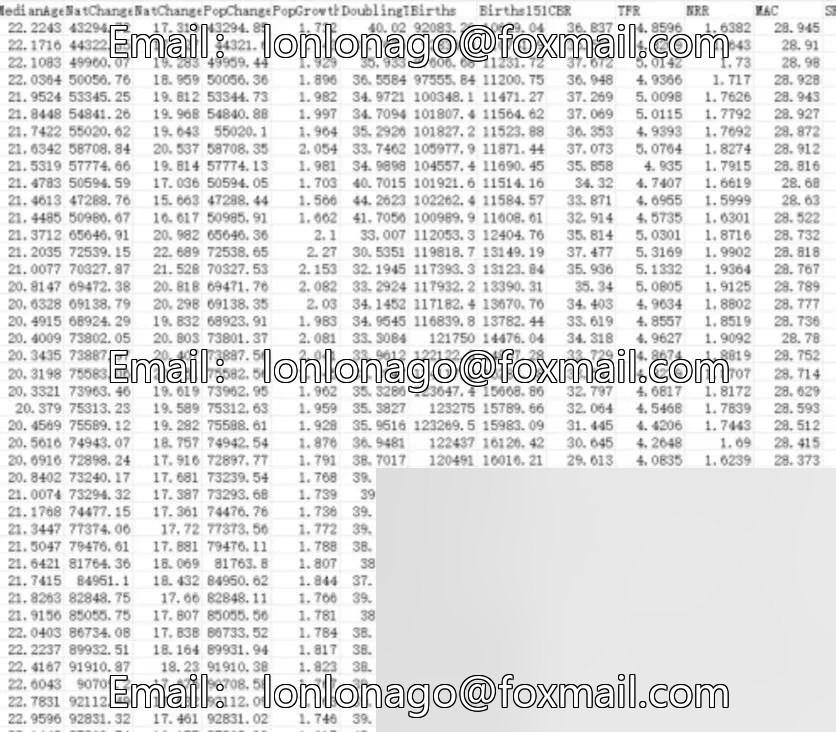 MedianAge NatChange NatChange PopChange PopGrowth Doubling Births Births151 CBR TFR NRR MAC
22.2243 17.31 36.837 4.8596 1.6382 28.945
Email： lonlonago@foxmail.com
22.1716 28.91
22.1083 49960.07 19.283 49959.44 1.929 35.933 11231.72 37.672 5.0142 1.73 28.98
22.0364 50056.76 18.959 50056.36 1.896 36.5584 97555.84 11200.75 36.948 4.9366 1.717 28.928
21.9524 53345.25 19.812 53344.73 1.982 34.9721 100348.1 11471.27 37.269 5.0098 1.7626 28.943
21.8448 54841.26 19.968 54840.88 1.997 34.7094 101807.4 11564.62 37.069 5.0115 1.7792 28.927
21.7422 55020.62 19.643 55020.1 1.964 35.2926 101827.2 11523.88 36.353 4.9393 1.7692 28.872
21.6342 58708.84 20.537 58708.35 2.054 33.7462 105977.9 11871.44 37.073 5.0764 1.8274 28.912
21.5319 57774.66 19.814 57774.13 1.981 34.9898 104557.4 11690.45 35.858 4.935 1.7915 28.816
21.4783 50594.59 17.036 50594.05 1.703 40.7015 101921.6 11514.16 34.32 4.7407 1.6619 28.68
21.4613 47288.76 15.663 47288.44 1.566 44.2623 102262.4 11584.57 33.871 4.6955 1.5999 28.63
21.4485 50986.67 16.617 50985.91 1.662 41.7056 100989.9 11608.61 32.914 4.5735 1.6301 28.522
21.3712 65646.91 20.982 65646.36 2.1 33.007 112053.3 12404.76 35.814 5.0301 1.8716 28.732
21.2035 72539.15 22.689 72538.65 2.27 30.5351 119818.7 13149.19 37.477 5.3169 1.9902 28.818
21.0077 70327.87 21.528 70327.53 2.153 32.1945 117393.3 13123.84 35.936 5.1332 1.9364 28.767
20.8147 69472.38 20.818 69471.76 2.082 33.2924 117932.2 13390.31 35.34 5.0805 1.9125 28.789
20.6328 69138.79 20.298 69138.35 2.03 34.1452 117182.4 13670.76 34.403 4.9634 1.8802 28.777
20.4915 68924.29 19.832 68923.91 1.983 34.9545 116839.8 13782.44 33.619 4.8557 1.8519 28.736
20.4009 73802.05 20.803 73801.37 2.081 33.3084 121750 14476.04 34.318 4.9627 1.9092 28.78
20.3435 28.752
Email： lonlonago@foxmail.com
20.3198 28.714
20.3321 73963.46 19.619 73962.95 1.962 35.3286 123647.4 15668.86 32.797 4.6817 1.8172 28.629
20.379 75313.23 19.589 75312.63 1.959 35.3827 123275 15789.66 32.064 4.5468 1.7839 28.593
20.4569 75589.12 19.282 75588.61 1.928 35.9516 123269.5 15983.09 31.445 4.4206 1.7443 28.512
20.5616 74943.07 18.757 74942.54 1.876 36.9481 122437 16126.42 30.645 4.2648 1.69 28.415
20.6916 72898.24 17.916 72897.77 1.791 38.7017 120491 16016.21 29.613 4.0835 1.6239 28.373
20.8402 73240.17 17.681 73239.54 1.768 39.
21.0074 73294.32 17.387 73293.68 1.739 39
21.1768 74477.15 17.361 74476.76 1.736 39.
21.3447 77374.06 17.72 77373.56 1.772 39.
21.5047 79476.61 17.881 79476.11 1.788 38.
21.6421 81764.36 18.069 81763.8 1.807 38
21.7415 84951.1 18.432 84950.62 1.844 37.
21.8263 82848.75 17.66 82848.11 1.766 39.
21.9156 85055.75 17.807 85055.56 1.781 38
22.0403 86734.08 17.838 86733.52 1.784 38.
22.2237 89932.51 18.164 89931.94 1.817 38.
22.4167 91910.87 18.23 91910.38 1.823 38.
22.6043
Email： lonlonago@foxmail.com
22.7831 39.
22.9596 92831.32 17.461 92831.02 1.746 39.